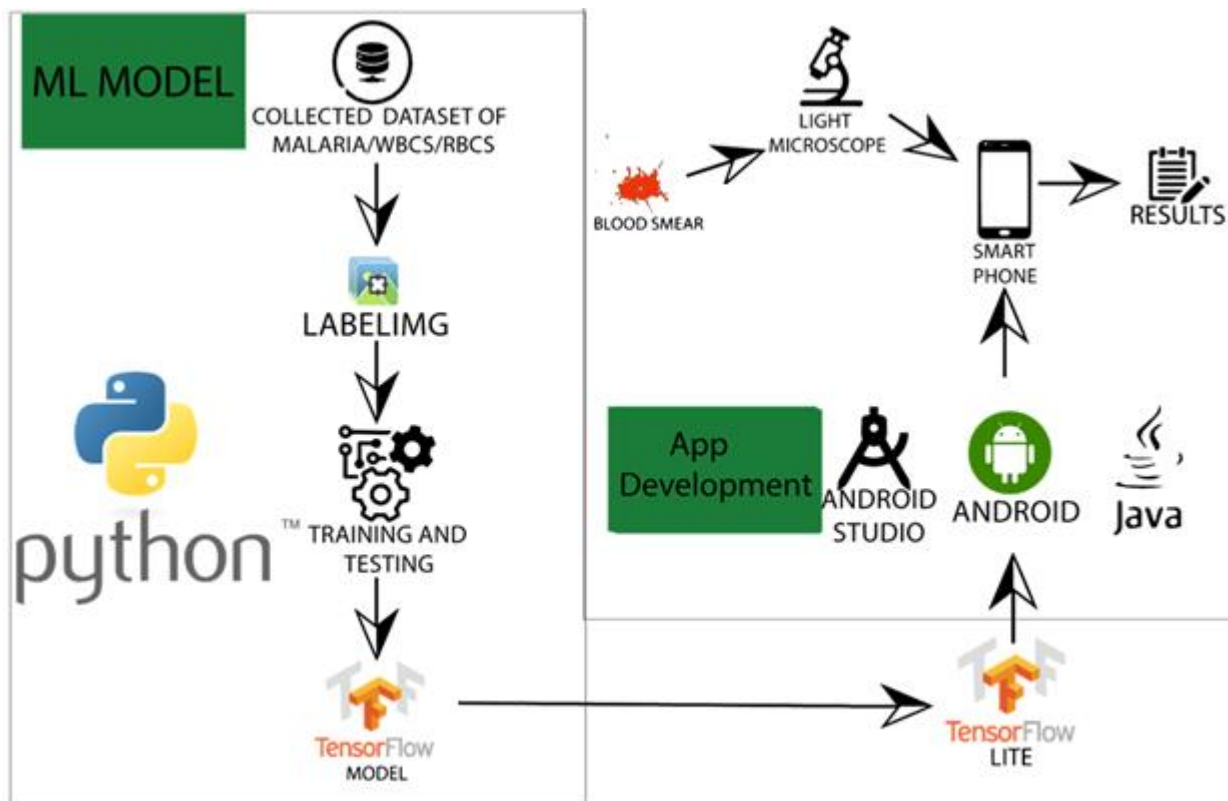 ML MODEL
COLLECTED DATASET OF
MALARIA/WBCS/RBCS
LABELIMG
python™
TRAINING AND
TESTING
TensorFlow
MODEL
LIGHT
MICROSCOPE
BLOOD SMEAR
SMART
PHONE
RESULTS
App
Development
ANDROID
STUDIO
ANDROID
Java
TensorFlow
LITE